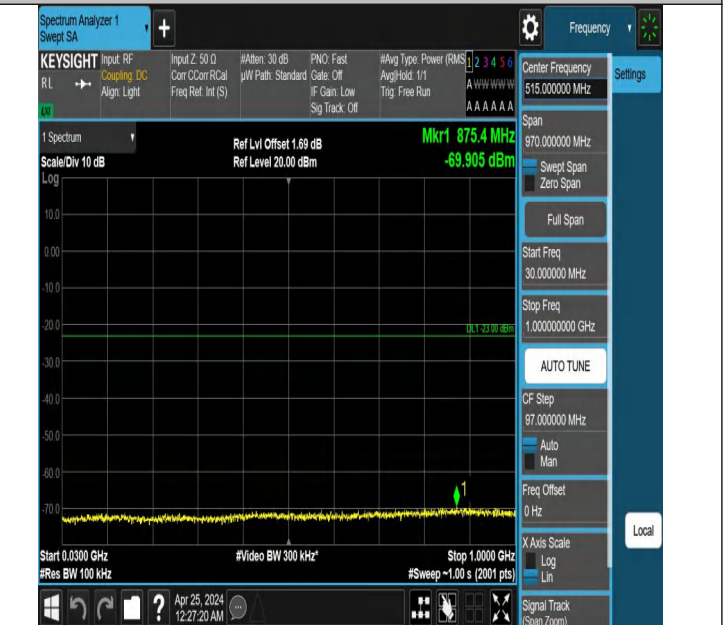 Spectrum Analyzer 1
Swept SA
+
Frequency
KEYSIGHT
RL
Input: RF
Coupling: DC
Align: Light
Input Z: 50 Ω
Corr CCorr RCal
Freq Ref: Int (S)
#Atten: 30 dB
µW Path: Standard
PNO: Fast
Gate: Off
IF Gain: Low
Sig Track: Off
#Avg Type: Power (RMS
Avg|Hold: 1/1
Trig: Free Run
1 2 3 4 5 6
A W W W W W
A A A A A A
1 Spectrum
Scale/Div 10 dB
Log
Ref Lvl Offset 1.69 dB
Ref Level 20.00 dBm
Mkr1 875.4 MHz
-69.905 dBm
10.0
0.00
-10.0
-20.0
DL1 -23.00 dBm
-30.0
-40.0
-50.0
-60.0
-70.0
1
Start 0.0300 GHz
#Res BW 100 kHz
#Video BW 300 kHz*
Stop 1.0000 GHz
#Sweep ~1.00 s (2001 pts)
?
Apr 25, 2024
12:27:20 AM
Center Frequency
515.000000 MHz
Span
970.000000 MHz
Swept Span
Zero Span
Full Span
Start Freq
30.000000 MHz
Stop Freq
1.000000000 GHz
AUTO TUNE
CF Step
97.000000 MHz
Auto
Man
Freq Offset
0 Hz
X Axis Scale
Log
Lin
Signal Track
(Span Zoom)
Settings
Local